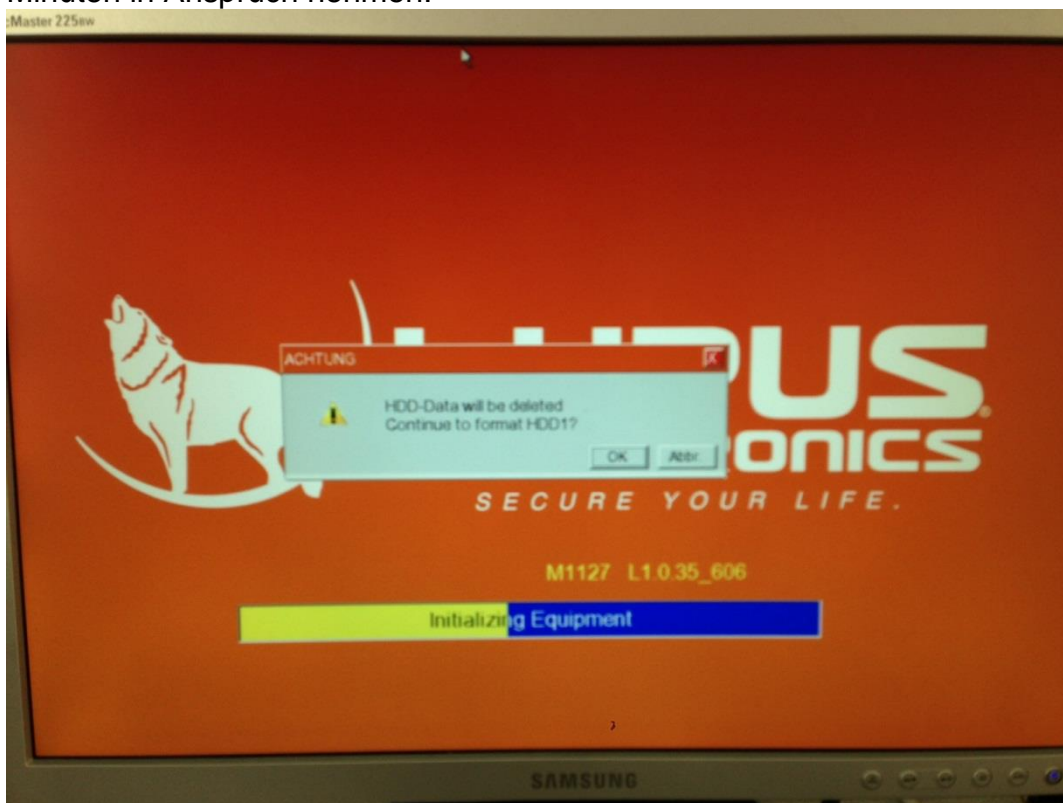 Minuten in Anspruch nehmen.
Master 225BW
ACHTUNG
X
HDD-Data will be deleted
Continue to format HDD1?
OK Abbr.
US
RONICS
SECURE YOUR LIFE.
M1127 L1.0.35_606
Initializing Equipment
SAMSUNG